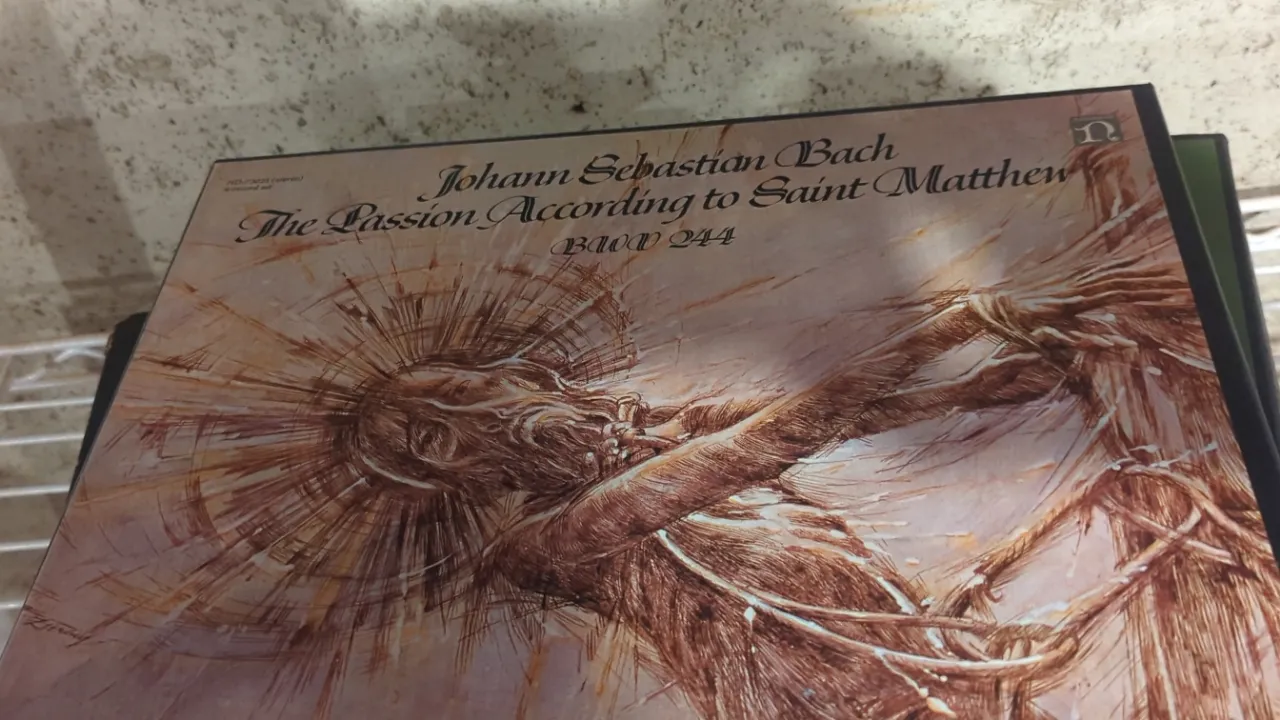 Johann Sebastian Bach
The Passion According to Saint Matthew
BWV 244